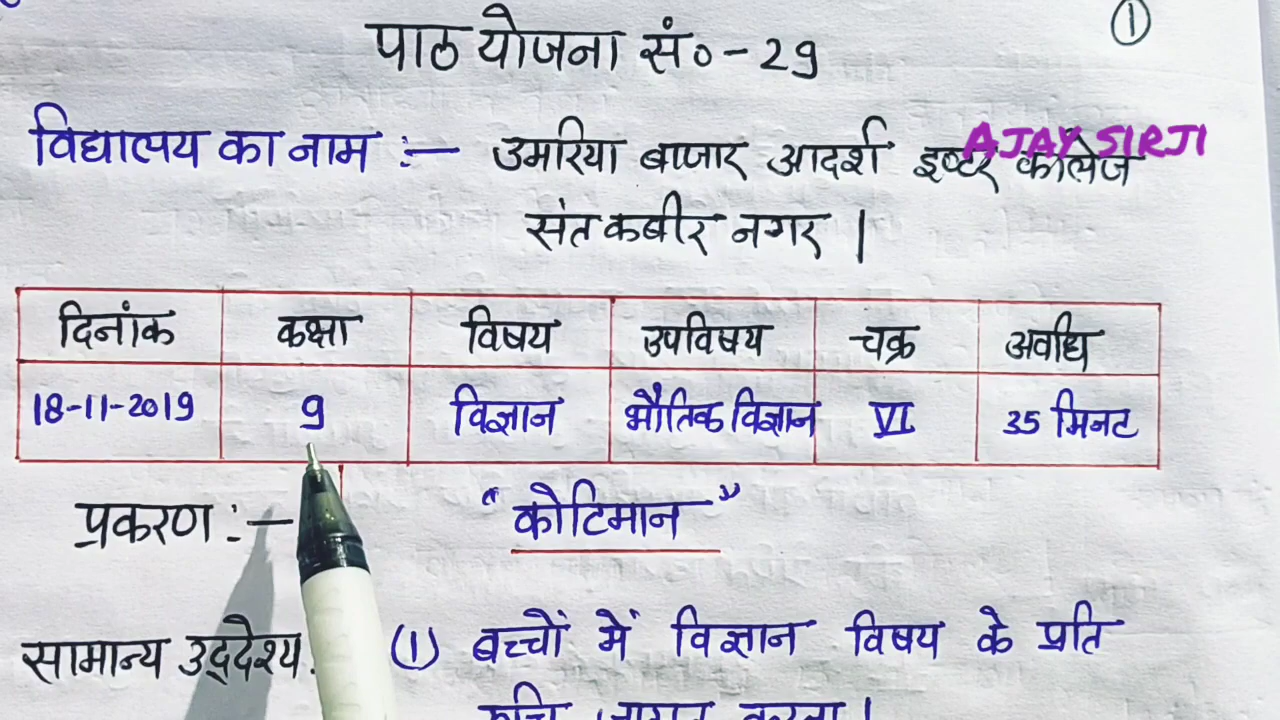 ①
पाठ योजना सं० - 29
AJAY SIRJI
विद्यालय का नाम :— उमरिया बाजार आदर्श इण्टर कालेज
संत कबीर नगर |
दिनांक कक्षा विषय उपविषय चक्र अवधि
18-11-2019 9 विज्ञान भौतिक विज्ञान VI 35 मिनट
प्रकरण :— "कोटिमान"
सामान्य उद्देश्य (1) बच्चों में विज्ञान विषय के प्रति
रुचि जागृत करना |